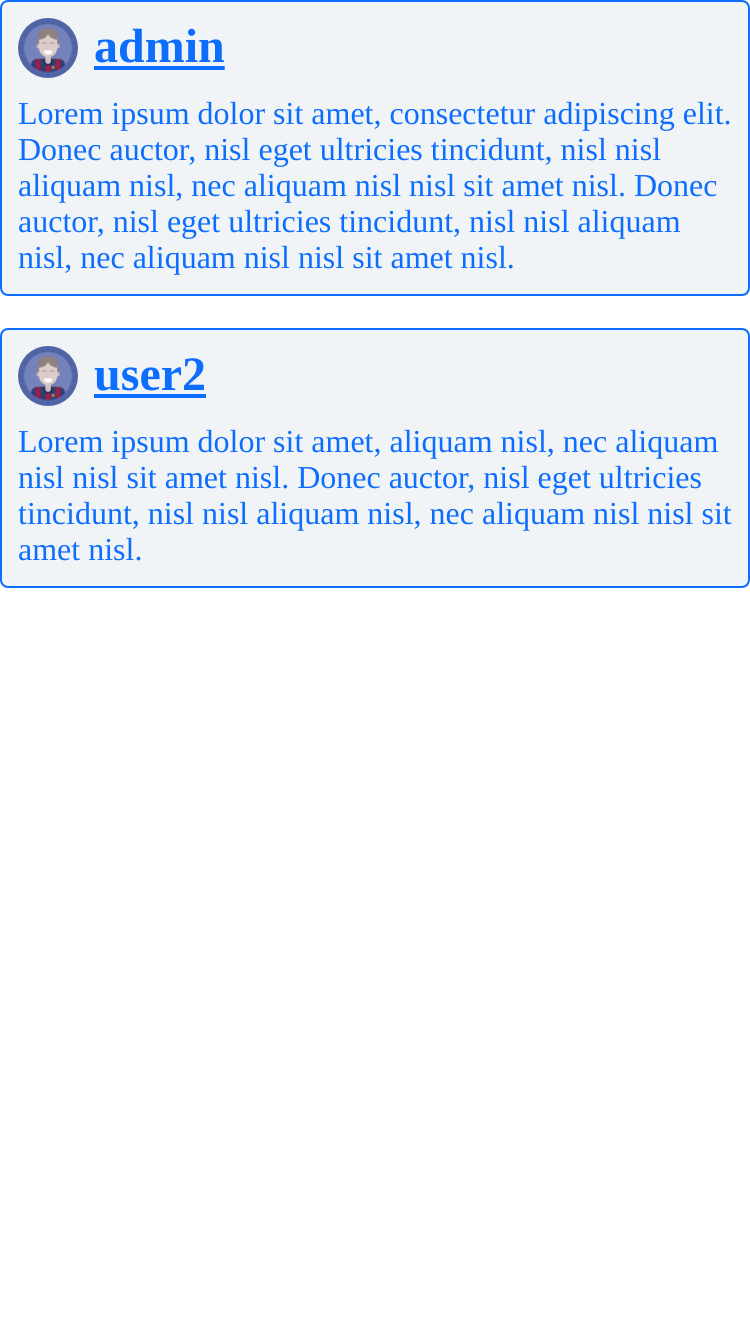 admin
Lorem ipsum dolor sit amet, consectetur adipiscing elit.
Donec auctor, nisl eget ultricies tincidunt, nisl nisl
aliquam nisl, nec aliquam nisl nisl sit amet nisl. Donec
auctor, nisl eget ultricies tincidunt, nisl nisl aliquam
nisl, nec aliquam nisl nisl sit amet nisl.
user2
Lorem ipsum dolor sit amet, aliquam nisl, nec aliquam
nisl nisl sit amet nisl. Donec auctor, nisl eget ultricies
tincidunt, nisl nisl aliquam nisl, nec aliquam nisl nisl sit
amet nisl.